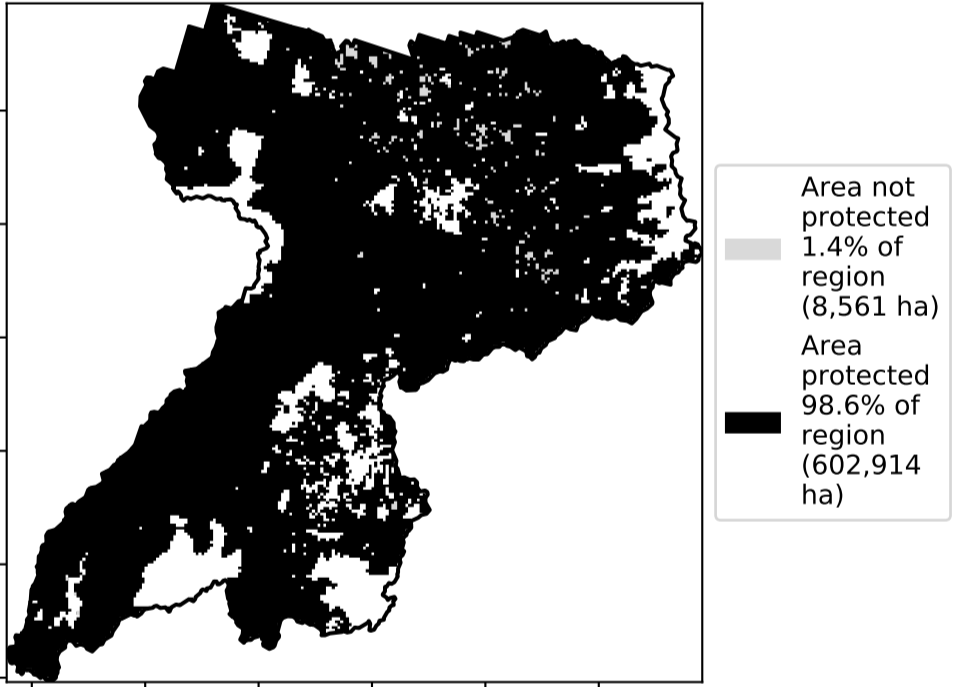 Area not
protected
1.4% of
region
(8,561 ha)
Area
protected
98.6% of
region
(602,914
ha)